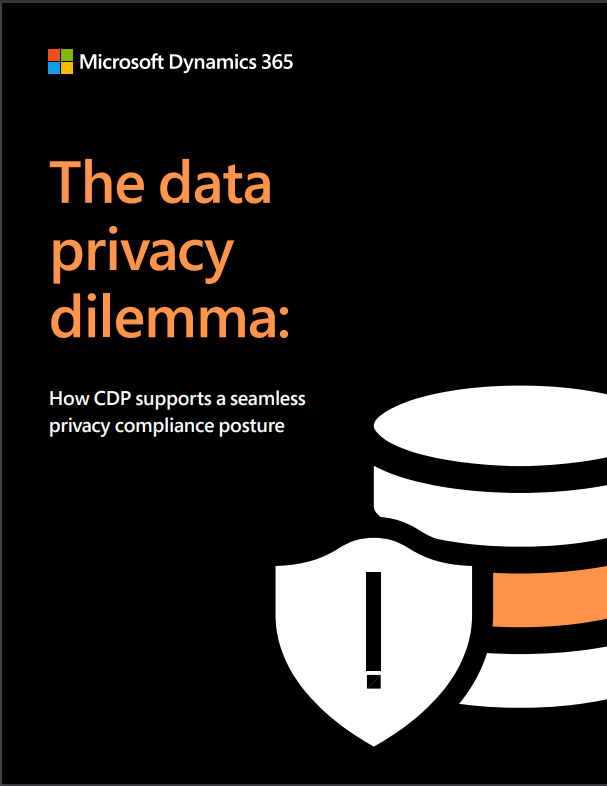 Microsoft Dynamics 365
The data
privacy
dilemma:
How CDP supports a seamless
privacy compliance posture
!